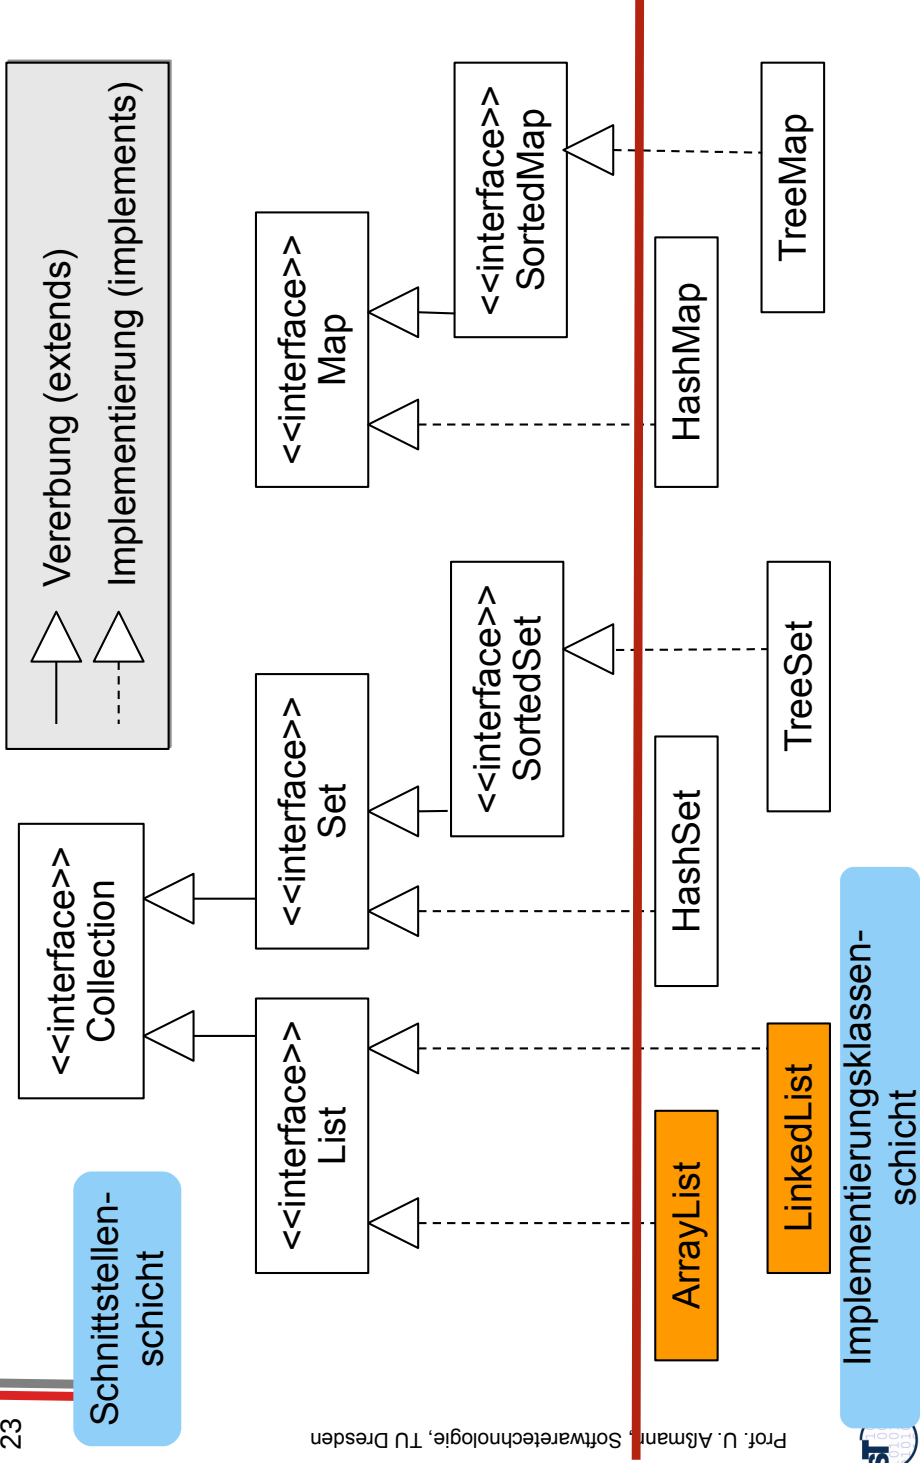 23
Schnittstellen-
schicht
<<interface>>
Collection
Vererbung (extends)
Implementierung (implements)
<<interface>>
List
<<interface>>
Set
<<interface>>
Map
<<interface>>
SortedSet
<<interface>>
SortedMap
ArrayList
HashSet
HashMap
LinkedList
TreeSet
TreeMap
Implementierungsklassen-
schicht
Prof. U. Aßmann, Softwaretechnologie, TU Dresden
ST